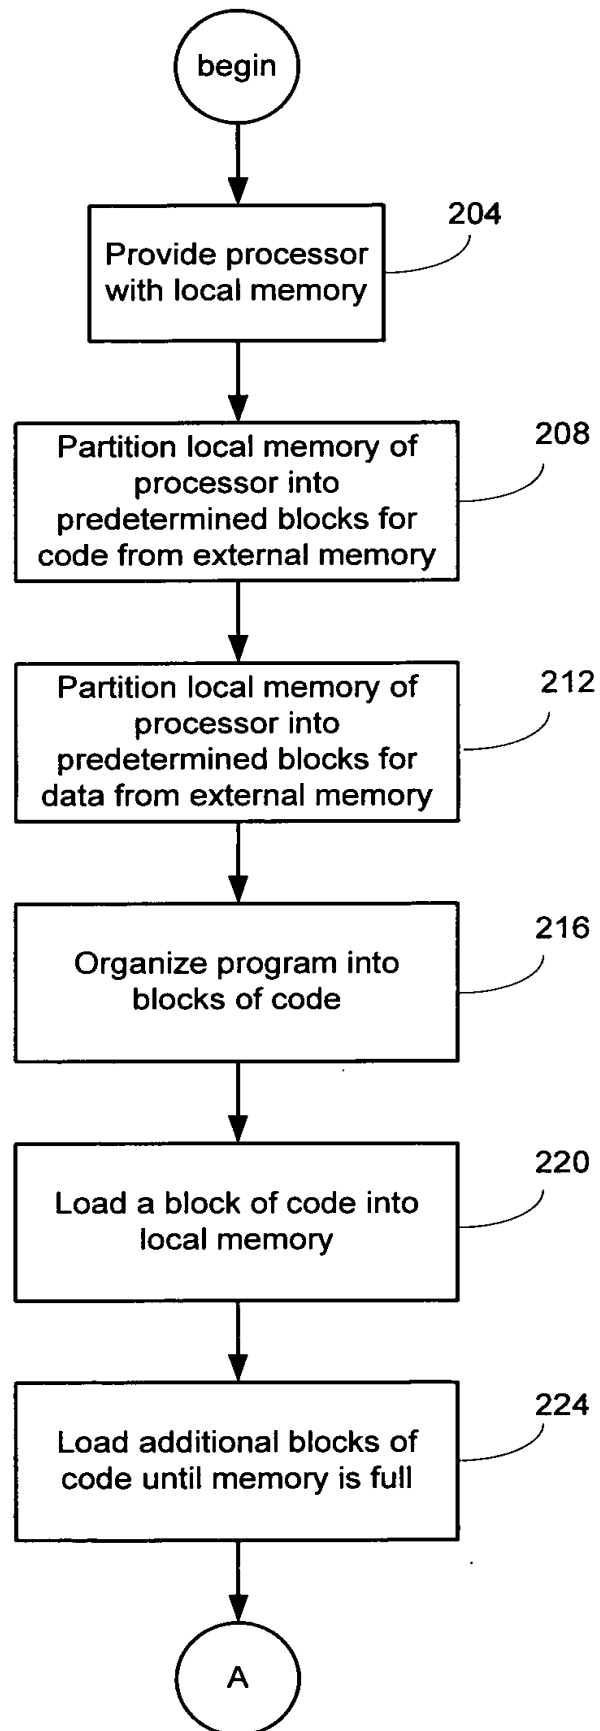 begin
204
Provide processor
with local memory
208
Partition local memory of
processor into
predetermined blocks for
code from external memory
212
Partition local memory of
processor into
predetermined blocks for
data from external memory
216
Organize program into
blocks of code
220
Load a block of code into
local memory
224
Load additional blocks of
code until memory is full
A